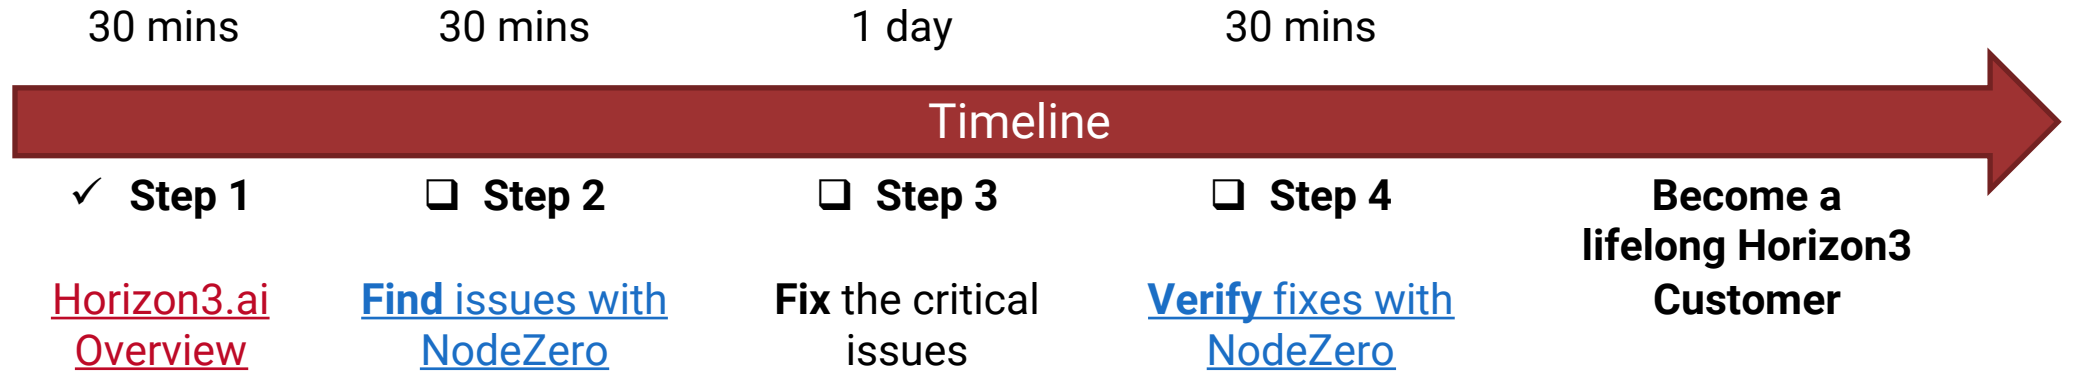 30 mins 30 mins 1 day 30 mins
Timeline
✓ Step 1 ❑ Step 2 ❑ Step 3 ❑ Step 4 Become a
lifelong Horizon3
Horizon3.ai Find issues with Fix the critical Verify fixes with Customer
Overview NodeZero issues NodeZero